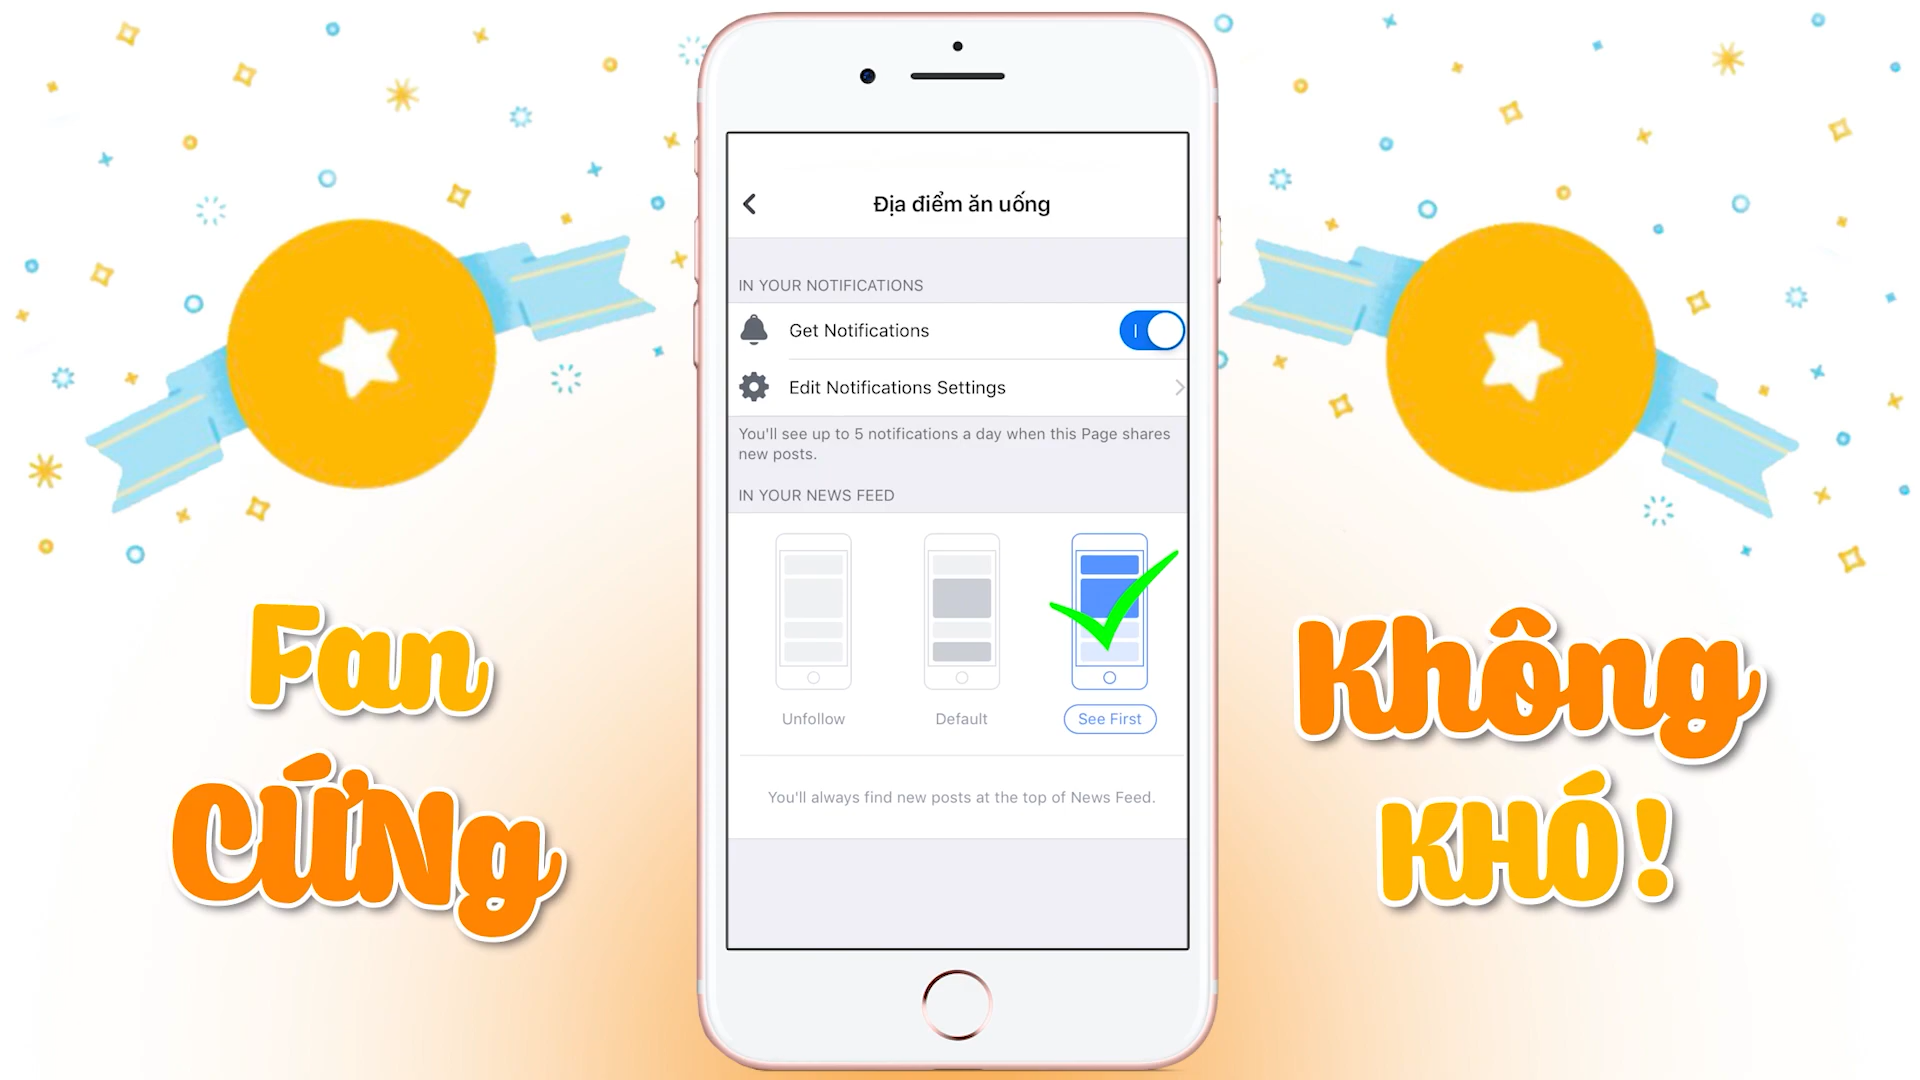 Địa điểm ăn uống
IN YOUR NOTIFICATIONS
Get Notifications
Edit Notifications Settings
You'll see up to 5 notifications a day when this Page shares
new posts.
IN YOUR NEWS FEED
Unfollow
Default
See First
You'll always find new posts at the top of News Feed.
Fan
CỨNg
Không
KHÓ!